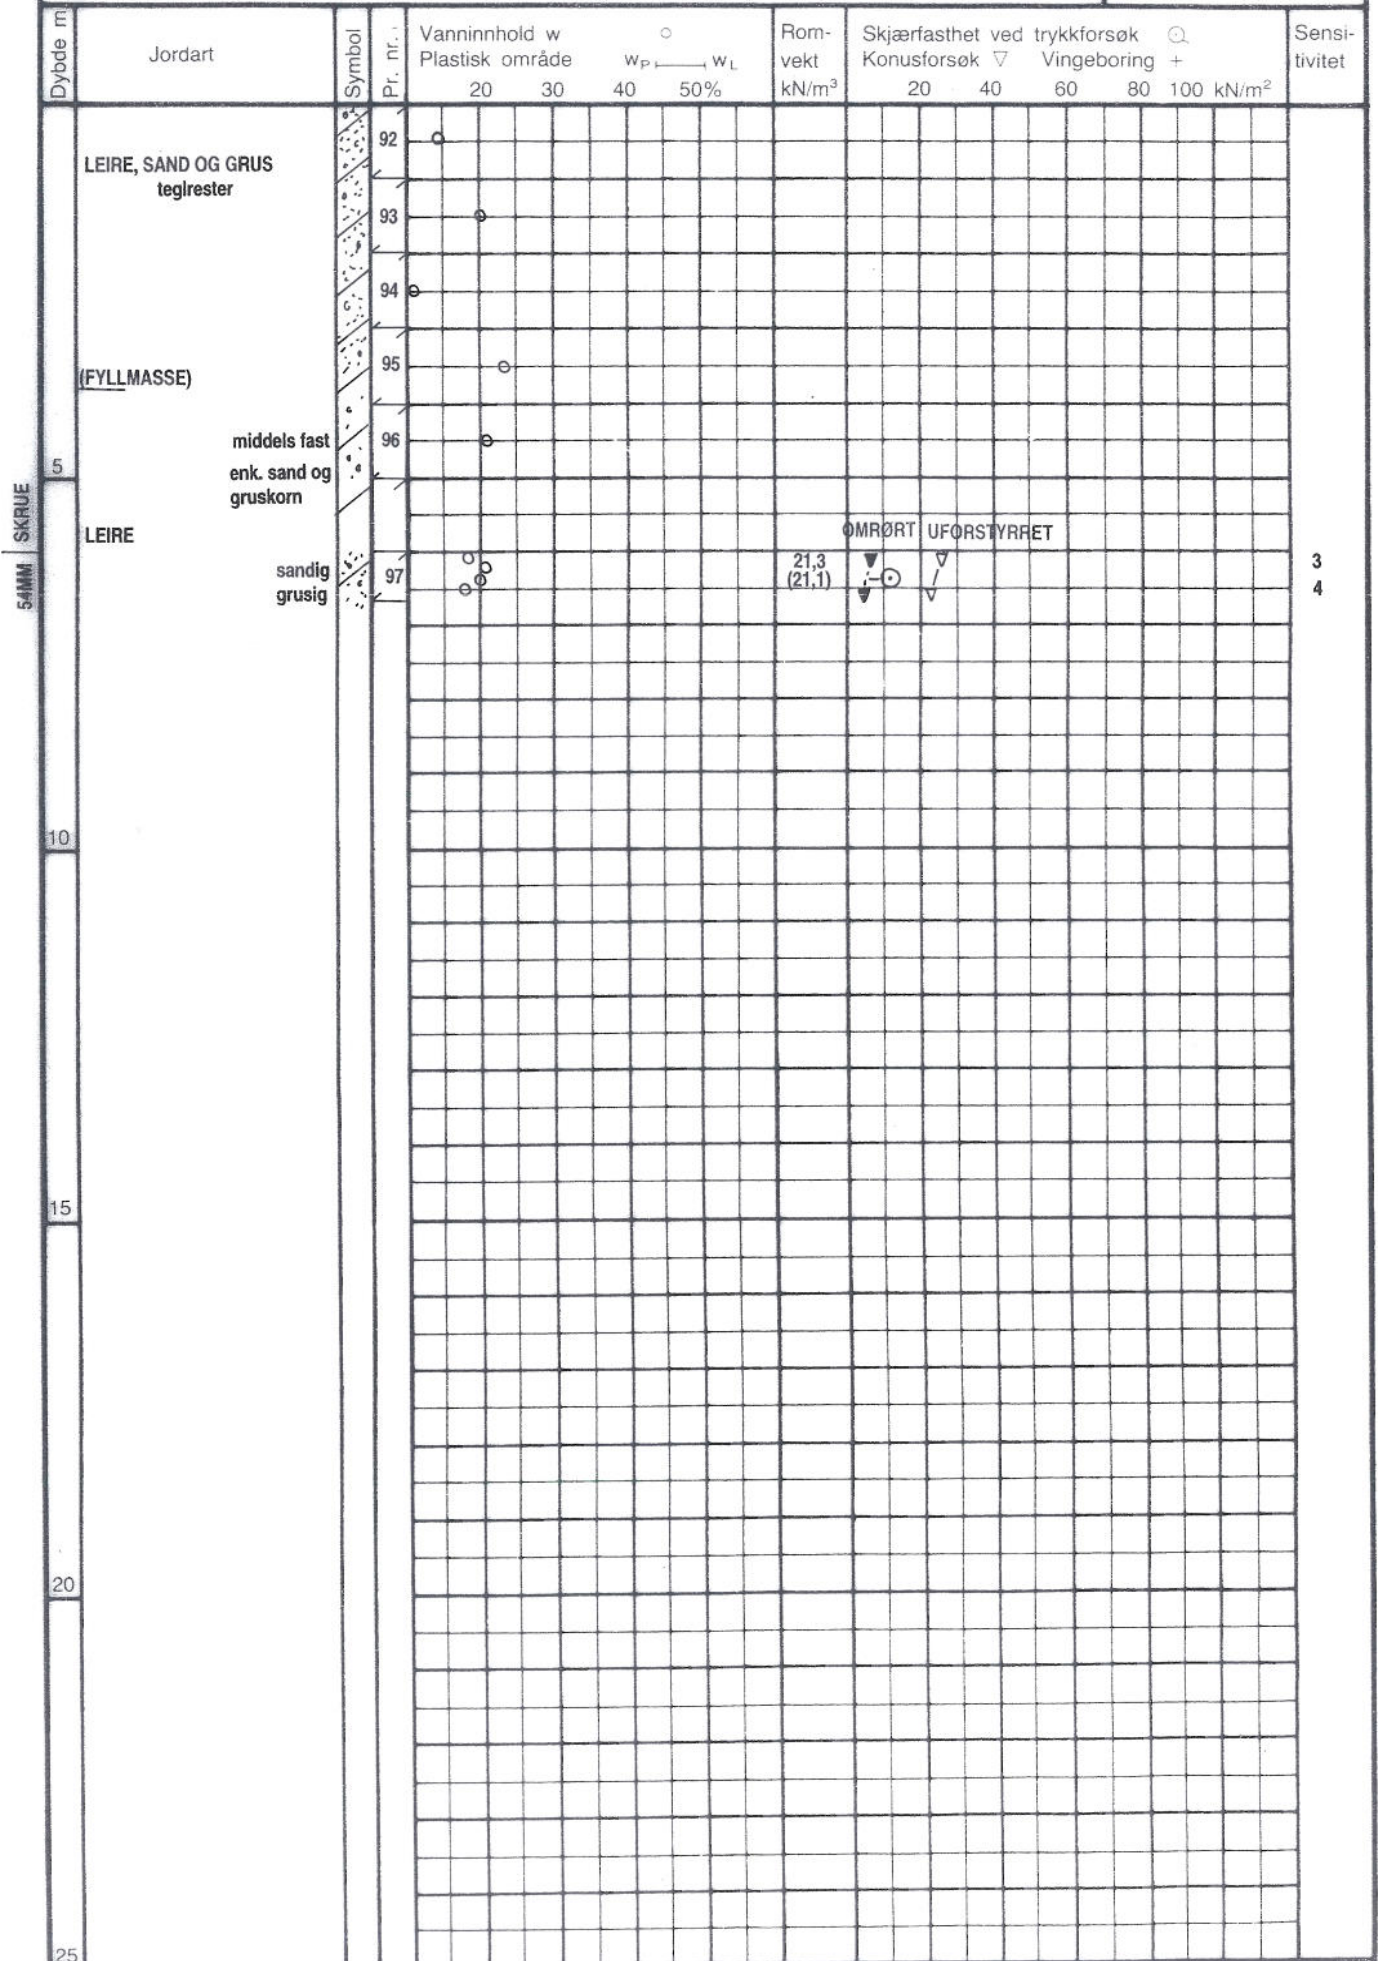 Dybde m
Jordart
Symbol
Pr. nr.
Vanninnhold w
Plastisk område wP wL
20 30 40 50%
Rom-
vekt
kN/m³
Skjærfasthet ved trykkforsøk
Konusforsøk ▽ Vingeboring +
20 40 60 80 100 kN/m²
Sensi-
tivitet
92
LEIRE, SAND OG GRUS
teglrester
93
94
95
(FYLLMASSE)
middels fast
96
5
enk. sand og
gruskorn
SKRUE
LEIRE
OMRØRT UFORSTYRRET
54MM
sandig
grusig
97
21,3
(21,1)
3
4
10
15
20
25